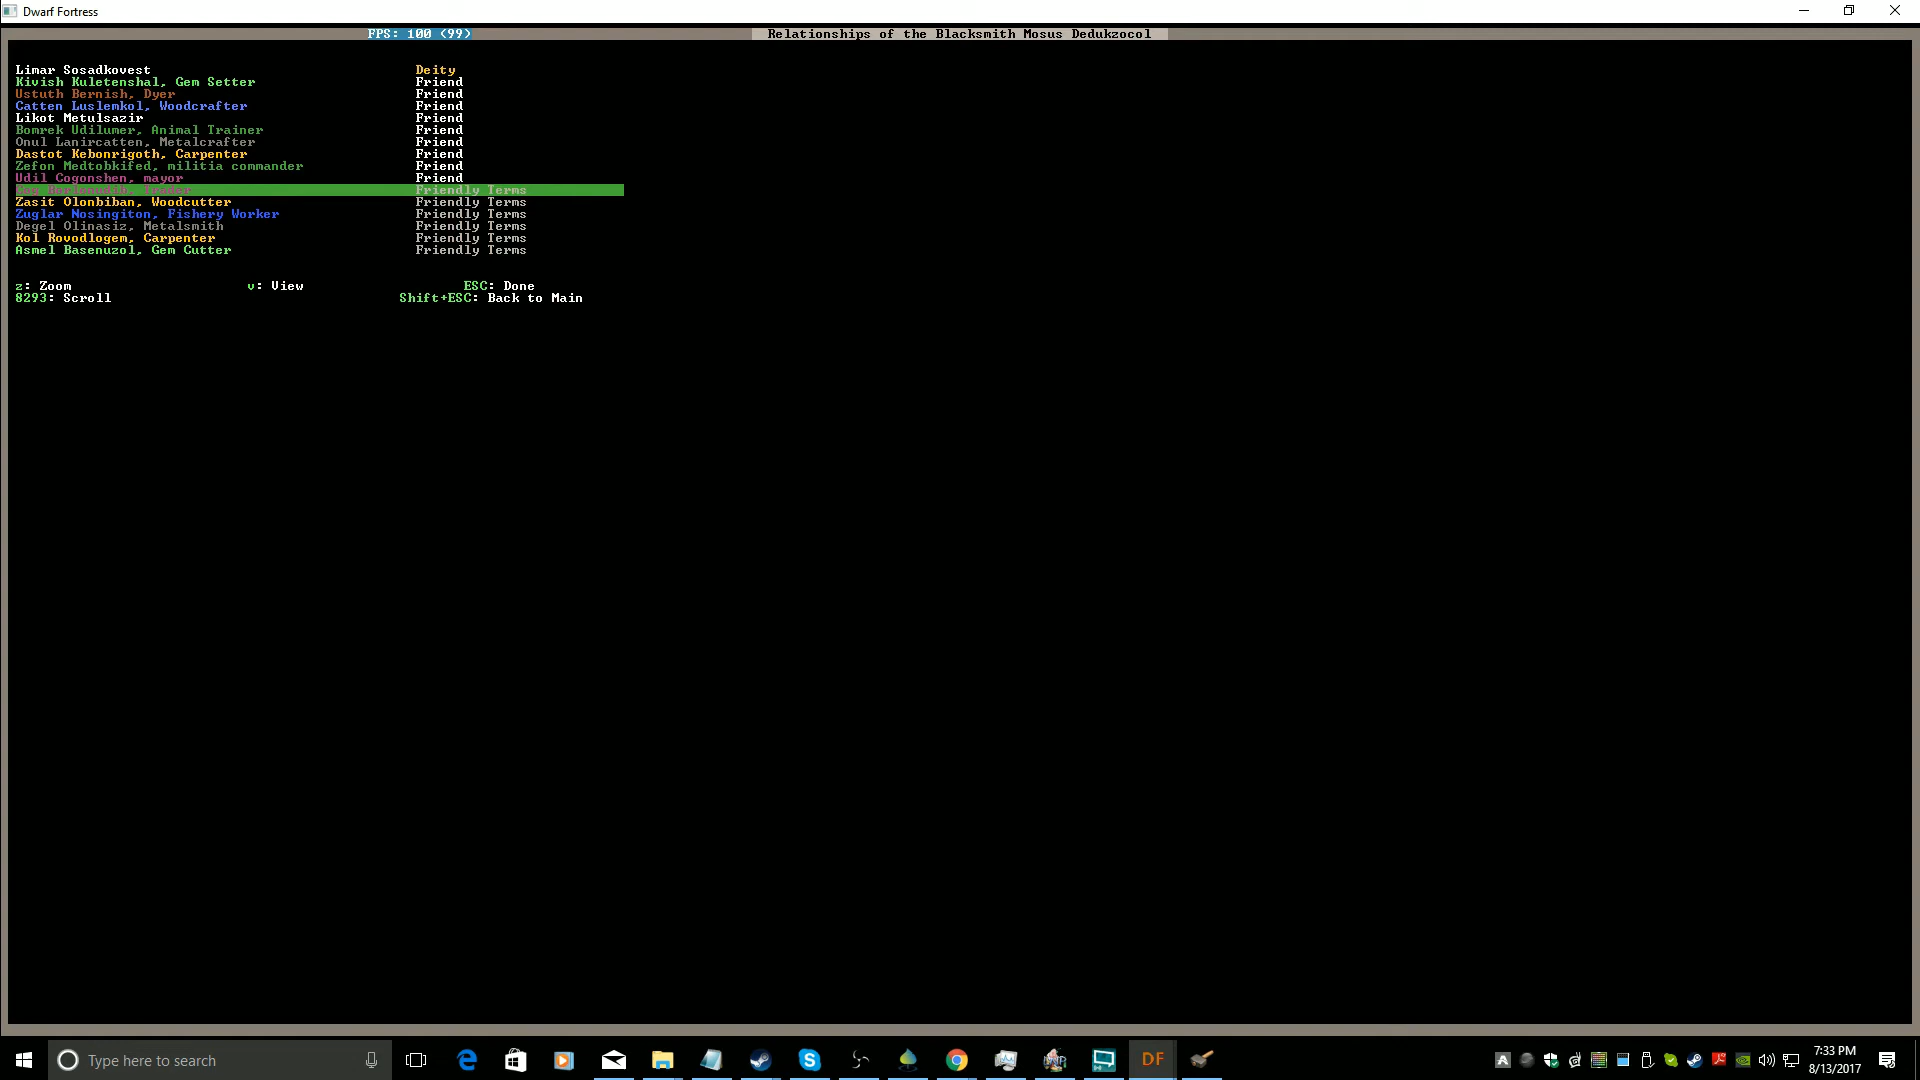 Dwarf Fortress
FPS: 100 (99)
Relationships of the Blacksmith Mosus Dedukzocol
Limar Sosadkovest Deity
Kivish Kuletenshal, Gem Setter Friend
Ustuth Bernish, Dyer Friend
Catten Luslemkol, Woodcrafter Friend
Likot Metulsazir Friend
Bomrek Udilumer, Animal Trainer Friend
Onul Lanircatten, Metalcrafter Friend
Dastot Kebonrigoth, Carpenter Friend
Zefon Medtobkifed, militia commander Friend
Udil Cogonshen, mayor Friend
Friendly Terms
Zasit Olonbiban, Woodcutter Friendly Terms
Zuglar Nosingiton, Fishery Worker Friendly Terms
Degel Olinasiz, Metalsmith Friendly Terms
Kol Rovodlogem, Carpenter Friendly Terms
Asmel Basenuzol, Gem Cutter Friendly Terms
z: Zoom v: View ESC: Done
8293: Scroll Shift+ESC: Back to Main
Type here to search
DF
7:33 PM
8/13/2017